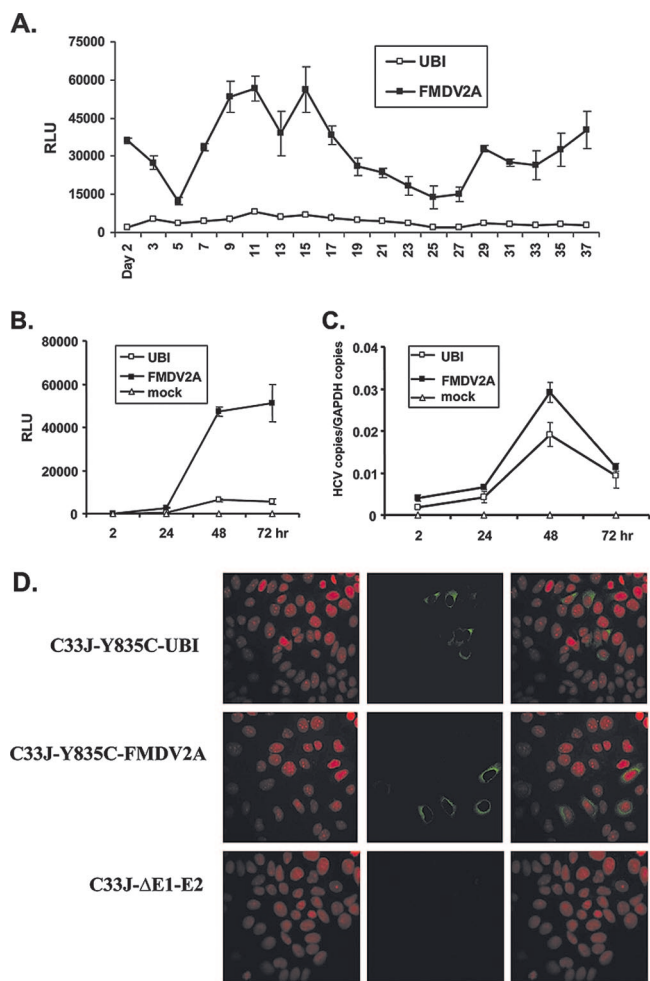 A.
75000
60000
45000
30000
15000
0
RLU
UBI
FMDV2A
Day 2
3
5
7
9
11
13
15
17
19
21
23
25
27
29
31
33
35
37
B.
80000
60000
40000
20000
0
RLU
UBI
FMDV2A
mock
2 24 48 72 hr
C.
0.04
0.03
0.02
0.01
0
HCV copies/GAPDH copies
UBI
FMDV2A
mock
2 24 48 72 hr
D.
C33J-Y835C-UBI
C33J-Y835C-FMDV2A
C33J-ΔE1-E2